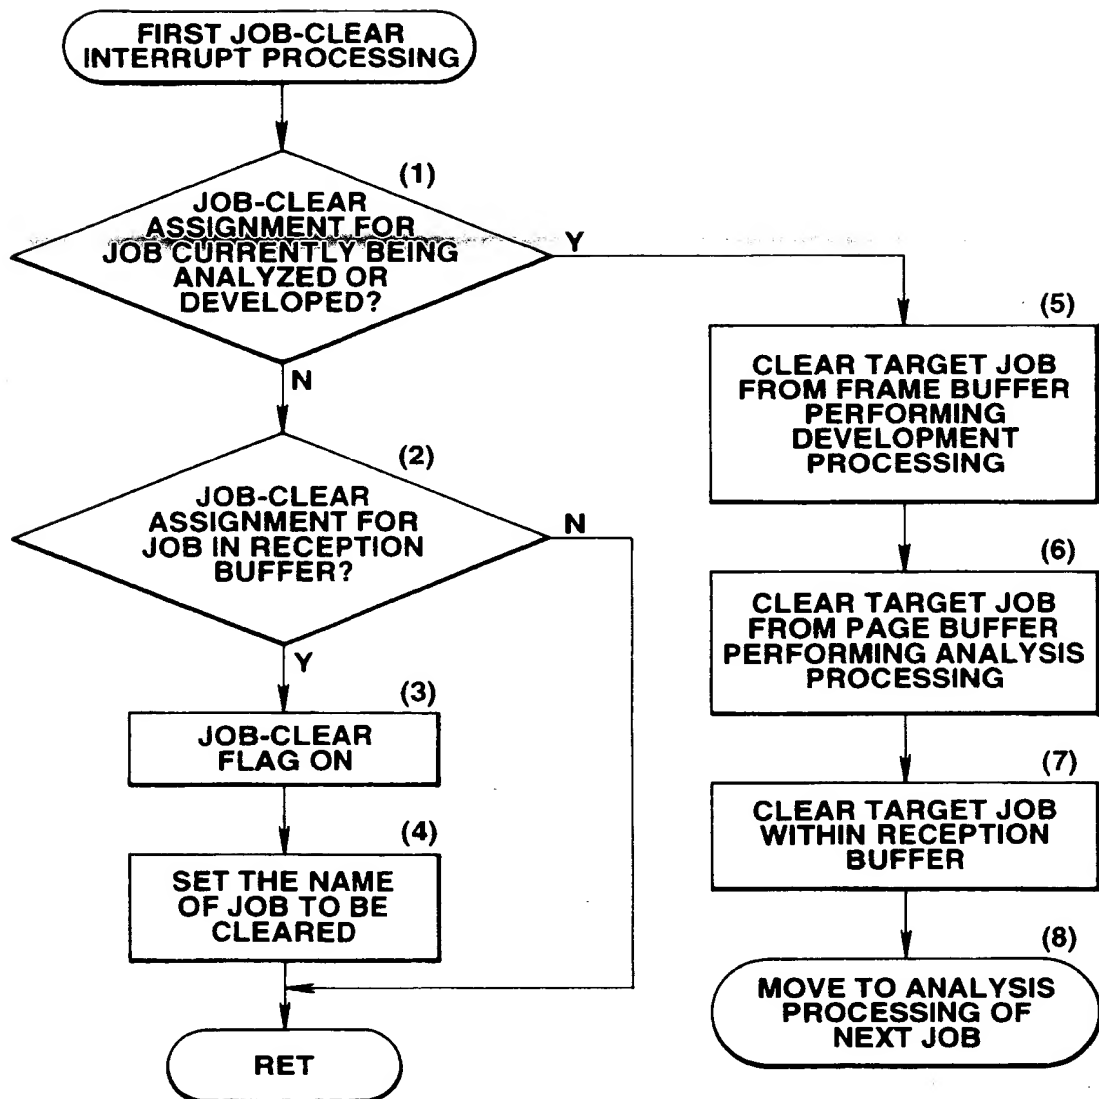 FIRST JOB-CLEAR
INTERRUPT PROCESSING
(1)
JOB-CLEAR
ASSIGNMENT FOR
JOB CURRENTLY BEING
ANALYZED OR
DEVELOPED?
Y
N
(2)
JOB-CLEAR
ASSIGNMENT FOR
JOB IN RECEPTION
BUFFER?
N
Y
(3)
JOB-CLEAR
FLAG ON
(4)
SET THE NAME
OF JOB TO BE
CLEARED
RET
(5)
CLEAR TARGET JOB
FROM FRAME BUFFER
PERFORMING
DEVELOPMENT
PROCESSING
(6)
CLEAR TARGET JOB
FROM PAGE BUFFER
PERFORMING ANALYSIS
PROCESSING
(7)
CLEAR TARGET JOB
WITHIN RECEPTION
BUFFER
(8)
MOVE TO ANALYSIS
PROCESSING OF
NEXT JOB